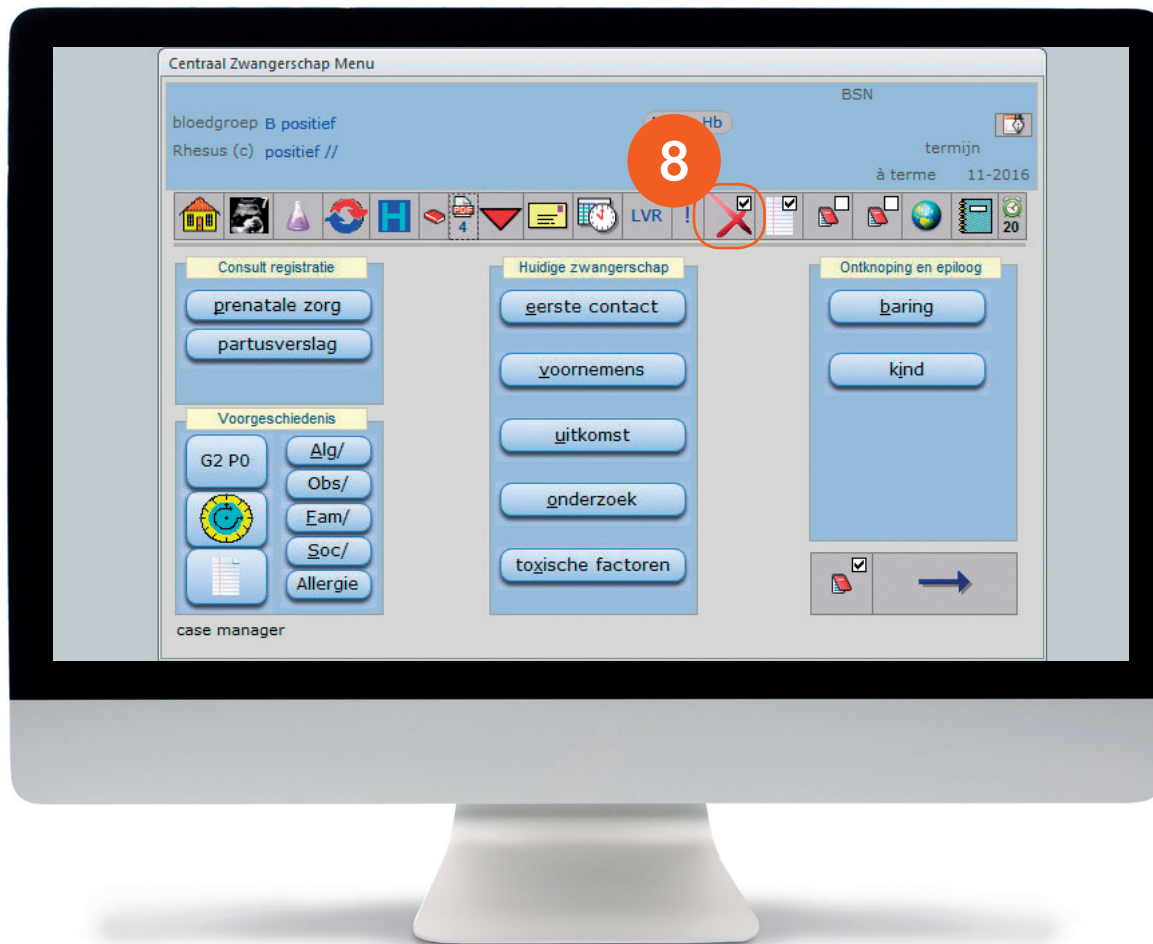 Centraal Zwangerschap Menu
BSN
bloedgroep B positief
Hb
Rhesus (c) positief //
termijn
à terme 11-2016
8
7
H
PDF
4
LVR
!
20
Consult registratie
prenatale zorg
partusverslag
Voorgeschiedenis
G2 P0
Alg/
Obs/
Fam/
Soc/
Allergie
case manager
Huidige zwangerschap
eerste contact
voornemens
uitkomst
onderzoek
toxische factoren
Ontknoping en epiloog
baring
kind